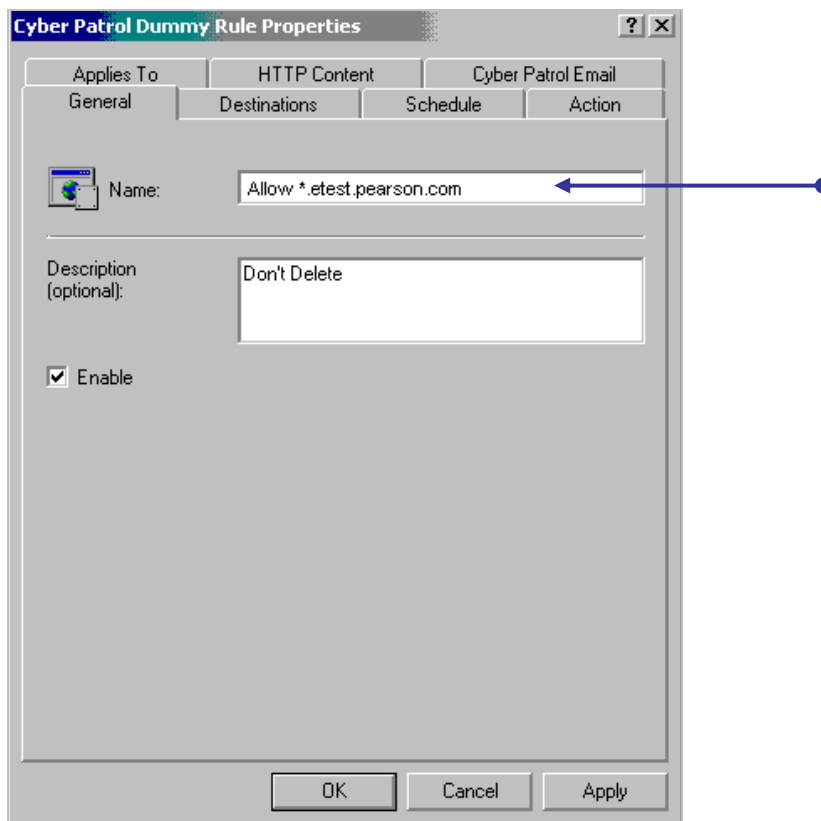 Cyber Patrol Dummy Rule Properties
Applies To HTTP Content Cyber Patrol Email
General Destinations Schedule Action
Name: Allow *.etest.pearson.com
Description
(optional):
Don't Delete
Enable
OK Cancel Apply